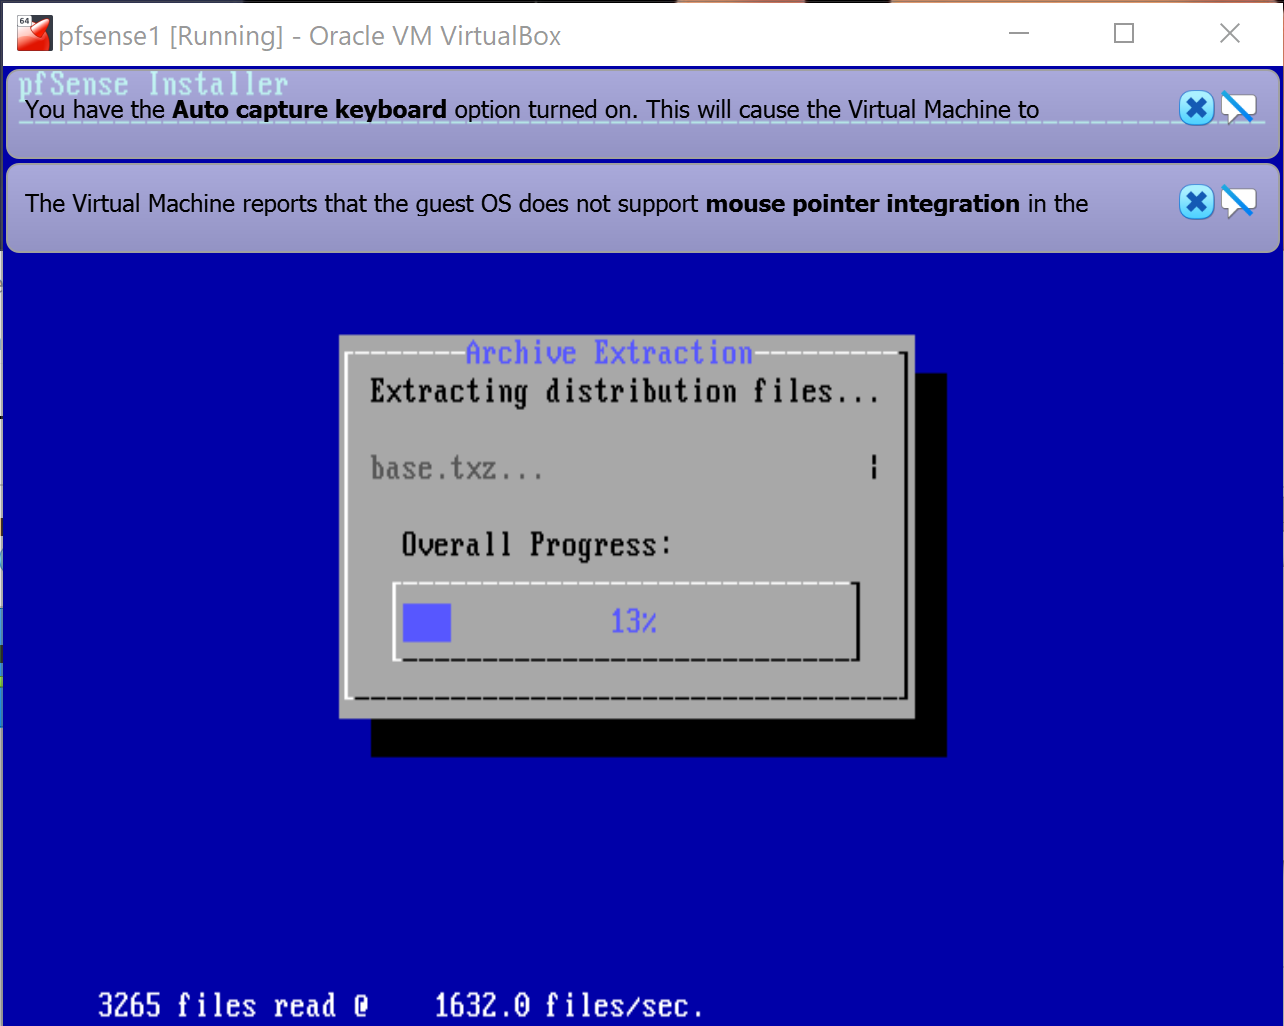 64
pfsense1 [Running] - Oracle VM VirtualBox
pfSense Installer
You have the Auto capture keyboard option turned on. This will cause the Virtual Machine to
The Virtual Machine reports that the guest OS does not support mouse pointer integration in the
Archive Extraction
Extracting distribution files...
base.txz...
Overall Progress:
13%
3265 files read @ 1632.0 files/sec.